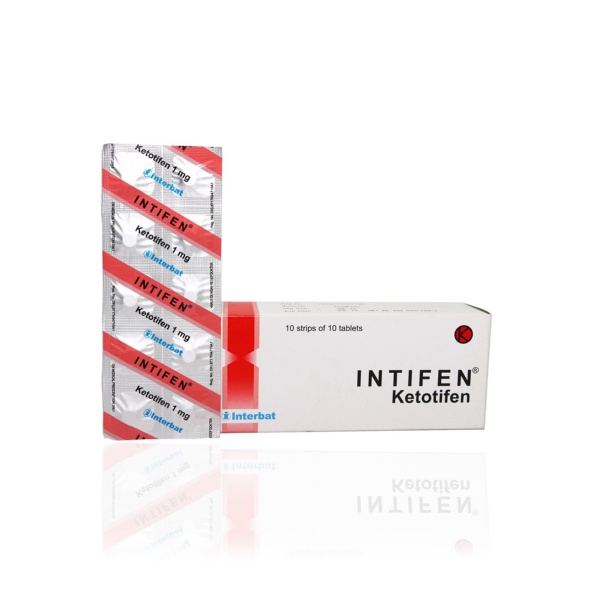 Ketotifen 1 mg
Interbat
INTIFEN®
Ketotifen 1 mg
Interbat
INTIFEN®
Ketotifen 1 mg
Interbat
INTIFEN®
Ketotifen 1 mg
Interbat
INTIFEN®
10 strips of 10 tablets
K
INTIFEN®
Ketotifen
Interbat